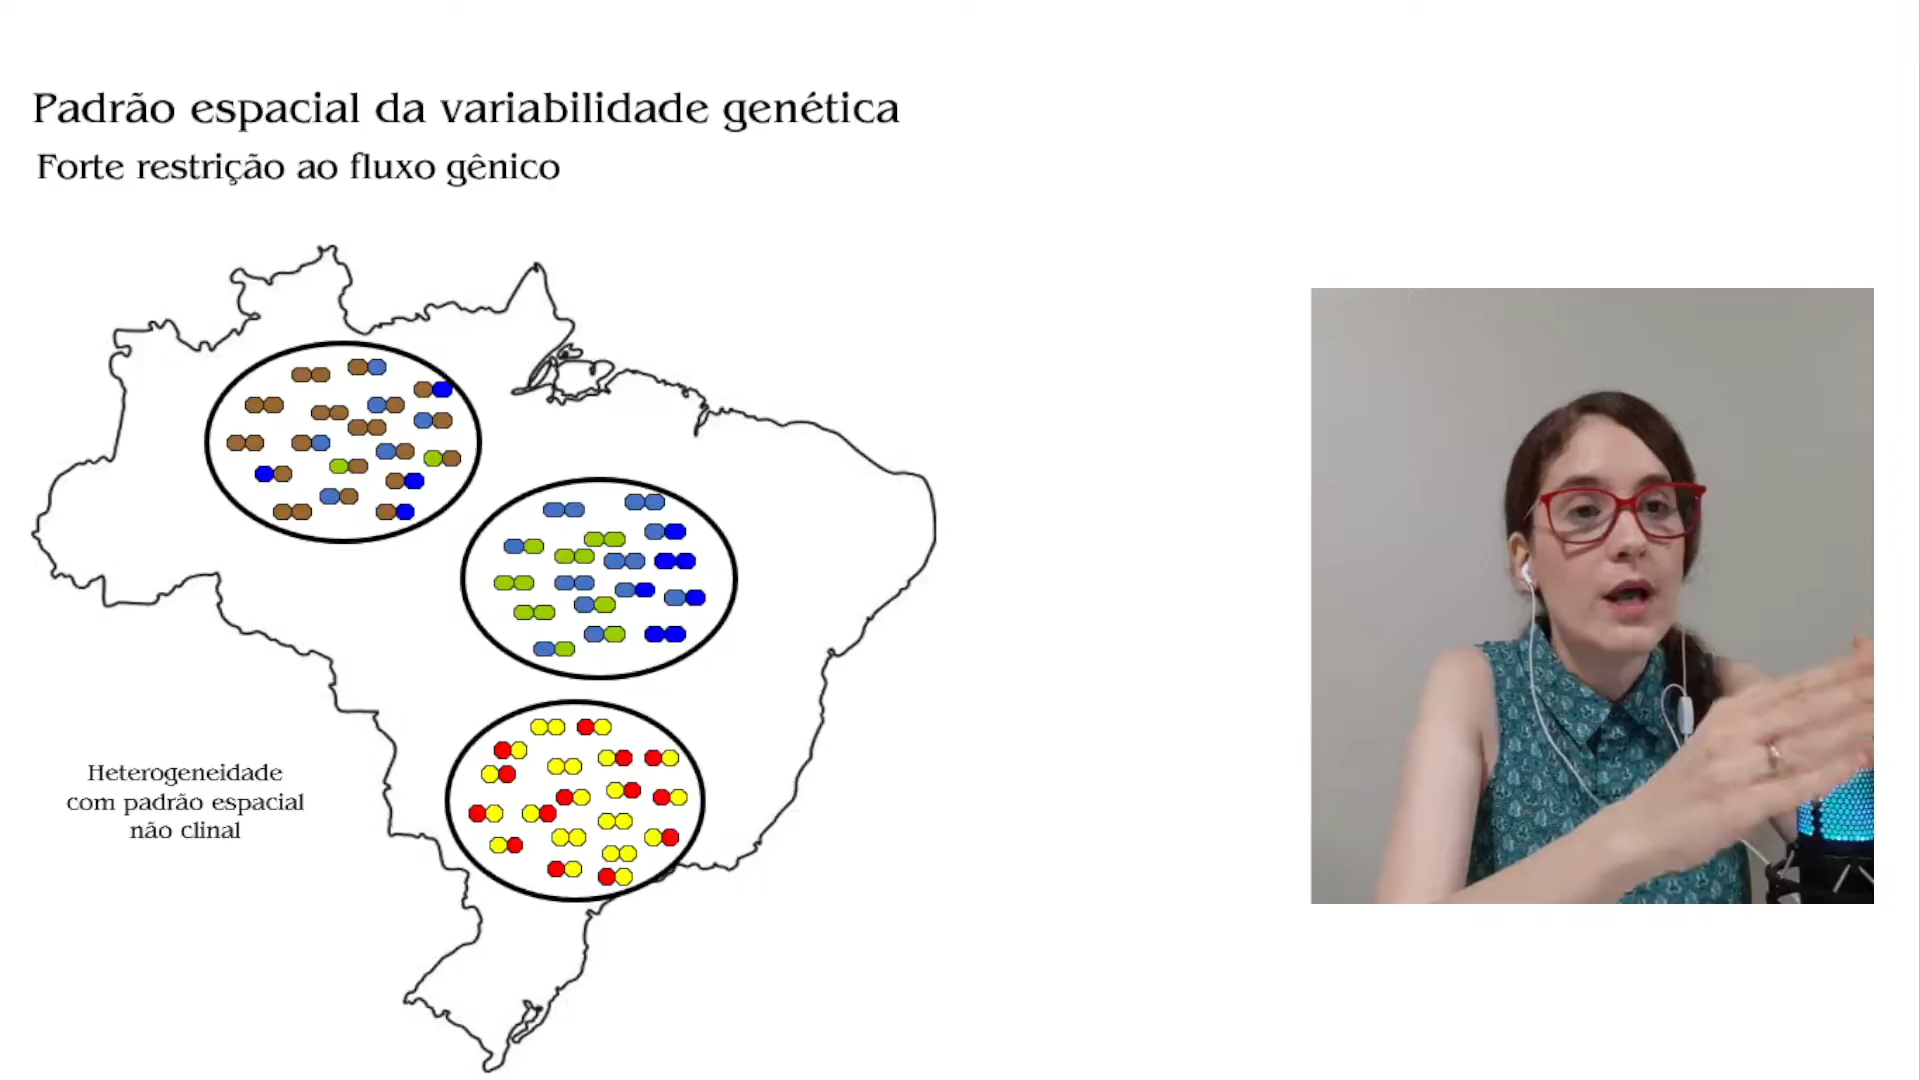 Padrão espacial da variabilidade genética
Forte restrição ao fluxo gênico
Heterogeneidade
com padrão espacial
não clinal